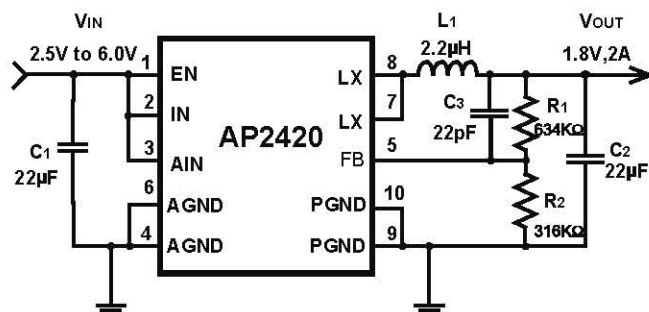 VIN
L1
VOUT
2.5V to 6.0V
2.2µH
1.8V,2A
1
EN
LX
8
2
IN
LX
7
C3
R1
22pF
634KΩ
AP2420
3
AIN
FB
5
C1
22µF
C2
22µF
6
AGND
PGND
10
R2
4
AGND
PGND
9
316KΩ